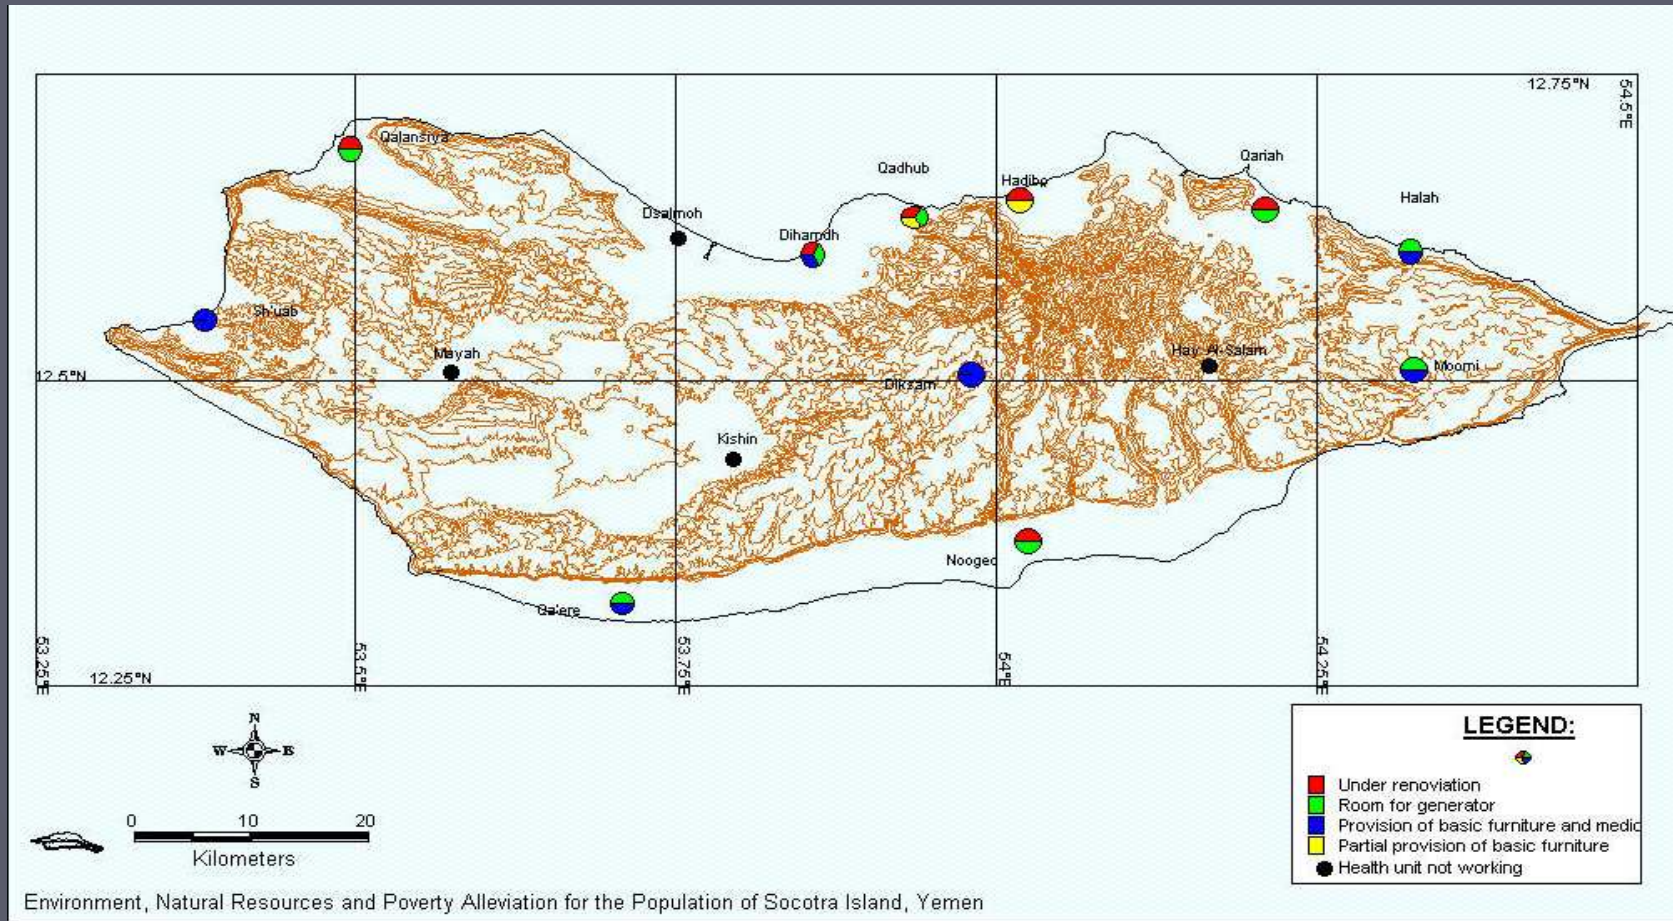 12.75°N
54.5°E
Qalansiya
Qadhub
Qariah
Hadibo
Halah
Dsalmoh
Dihamdh
Sh'uab
Mayah
Hay Al-Salam
Moomi
12.5°N
Diksam
Kishin
Noogec
Qa'ere
53.25°E
12.25°N
53.5°E
53.75°E
54°E
54.25°E
N
W E
S
0 10 20
Kilometers
LEGEND:
Under renoviation
Room for generator
Provision of basic furniture and medic
Partial provision of basic furniture
Health unit not working
Environment, Natural Resources and Poverty Alleviation for the Population of Socotra Island, Yemen